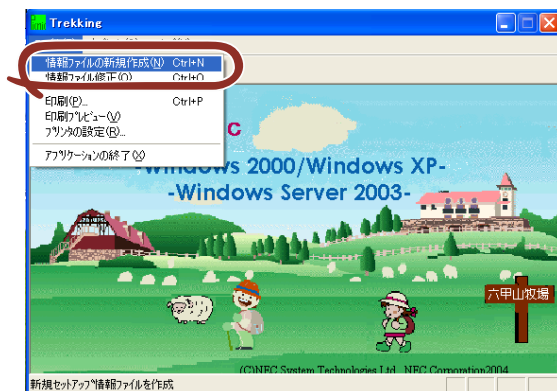 Trekking
情報ファイルの新規作成(N) Ctrl+N
情報ファイル修正(O) Ctrl+O
印刷(P)... Ctrl+P
印刷プレビュー(V)
プリンタの設定(R)...
アプリケーションの終了(X)
C
-Windows 2000/Windows XP-
-Windows Server 2003-
六甲山牧場
(C)NEC System Technologies Ltd., NEC Corporation2004
新規セットアップ情報ファイルを作成